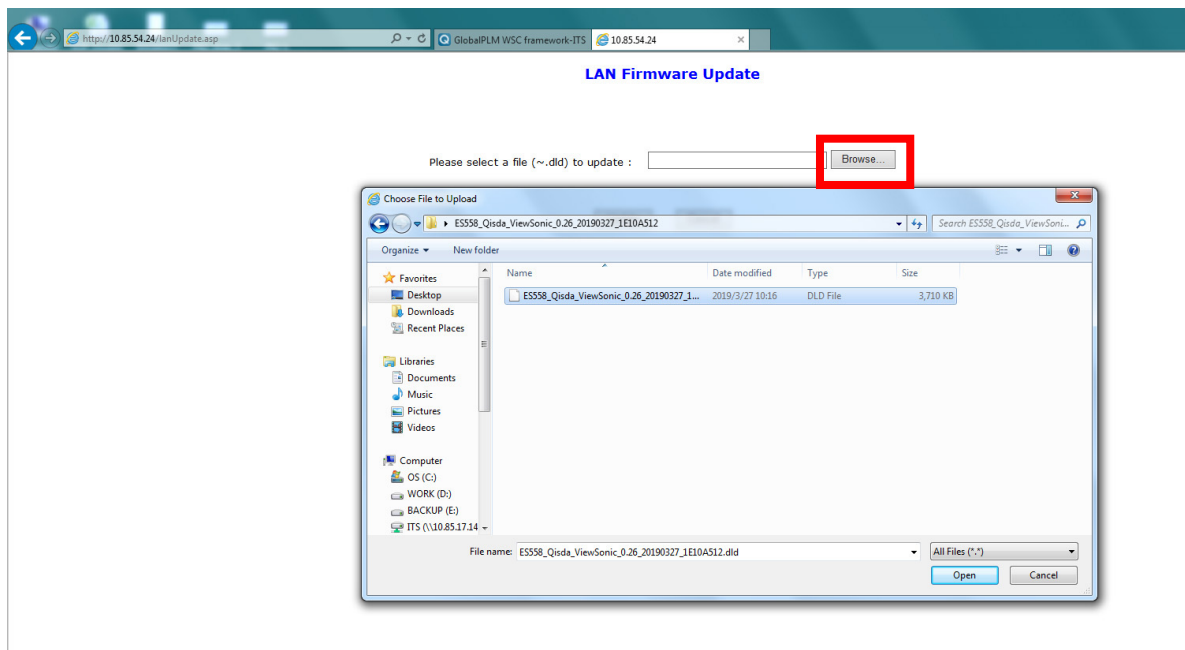 http://10.85.54.24/lanUpdate.asp
GlobalPLM WSC framework-ITS
10.85.54.24
LAN Firmware Update
Please select a file (~.dld) to update :
Browse...
Choose File to Upload
ES558_Qisda_ViewSonic_0.26_20190327_1E10A512
Search ES558_Qisda_ViewSoni...
Organize
New folder
Favorites
Desktop
Downloads
Recent Places
Libraries
Documents
Music
Pictures
Videos
Computer
OS (C:)
WORK (D:)
BACKUP (E:)
ITS (\\10.85.17.14
Name Date modified Type Size
ES558_Qisda_ViewSonic_0.26_20190327_1... 2019/3/27 10:16 DLD File 3,710 KB
File name: ES558_Qisda_ViewSonic_0.26_20190327_1E10A512.dld
All Files (*.*)
Open Cancel